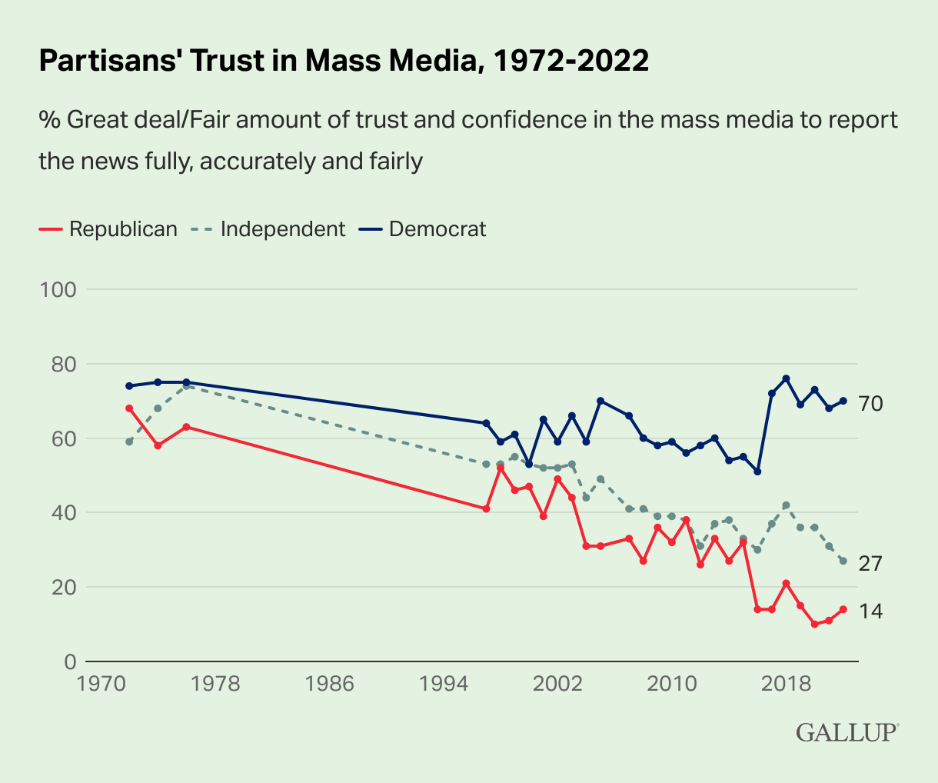 Partisans' Trust in Mass Media, 1972-2022
% Great deal/Fair amount of trust and confidence in the mass media to report
the news fully, accurately and fairly
Republican Independent Democrat
100
80
60
40
20
0
70
27
14
1970 1978 1986 1994 2002 2010 2018
GALLUP®